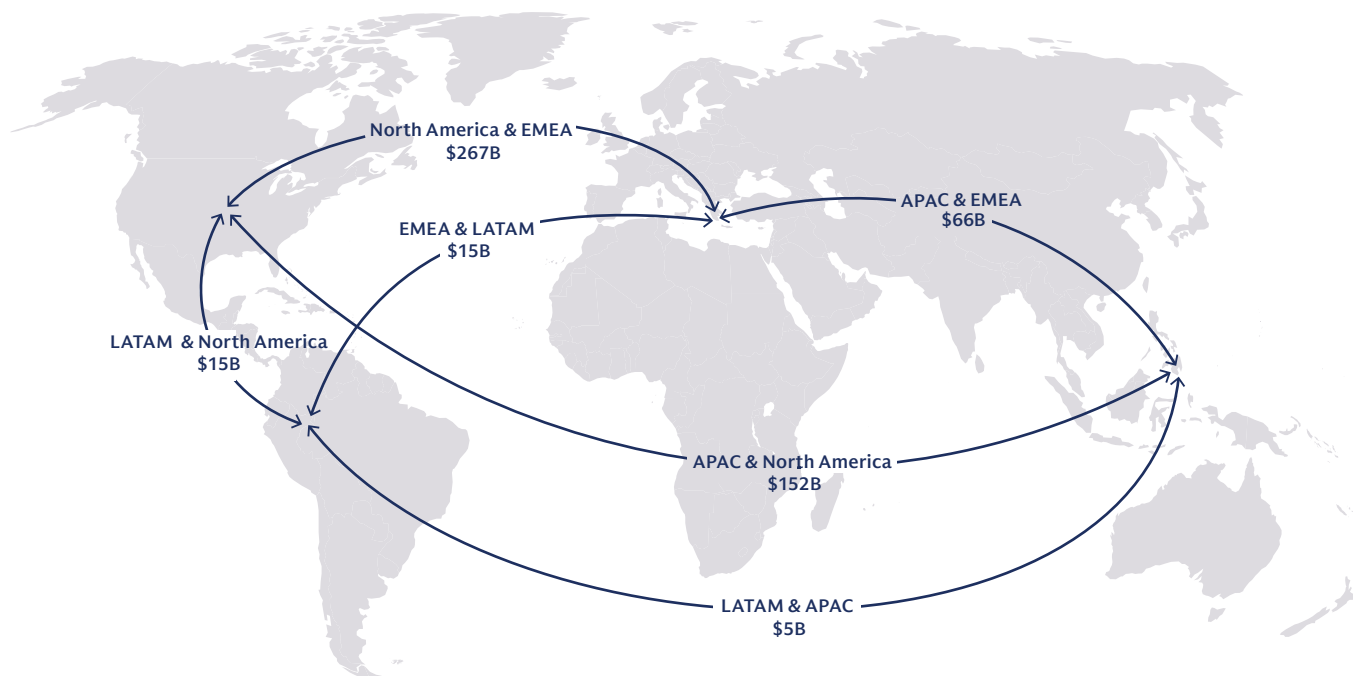 North America & EMEA
$267B
APAC & EMEA
$66B
EMEA & LATAM
$15B
LATAM & North America
$15B
APAC & North America
$152B
LATAM & APAC
$5B